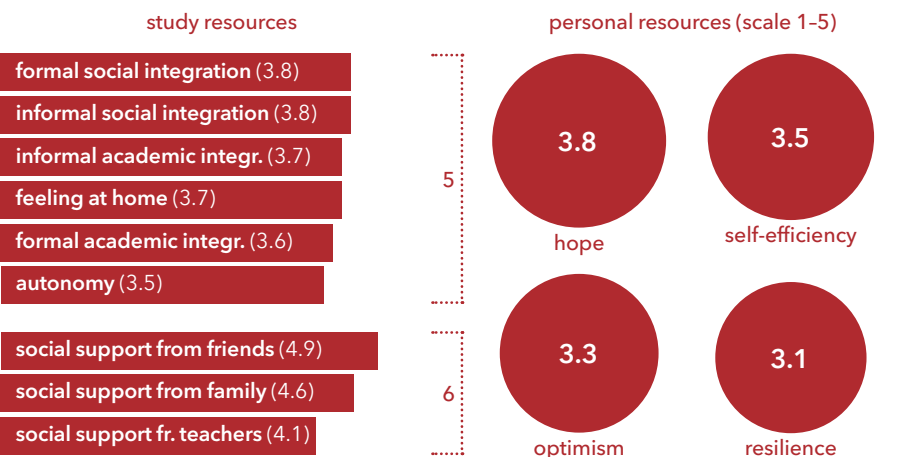 study resources
formal social integration (3.8)
informal social integration (3.8)
informal academic integr. (3.7)
feeling at home (3.7)
formal academic integr. (3.6)
autonomy (3.5)
5
social support from friends (4.9)
social support from family (4.6)
social support fr. teachers (4.1)
6
personal resources (scale 1–5)
3.8
hope
3.5
self-efficiency
3.3
optimism
3.1
resilience